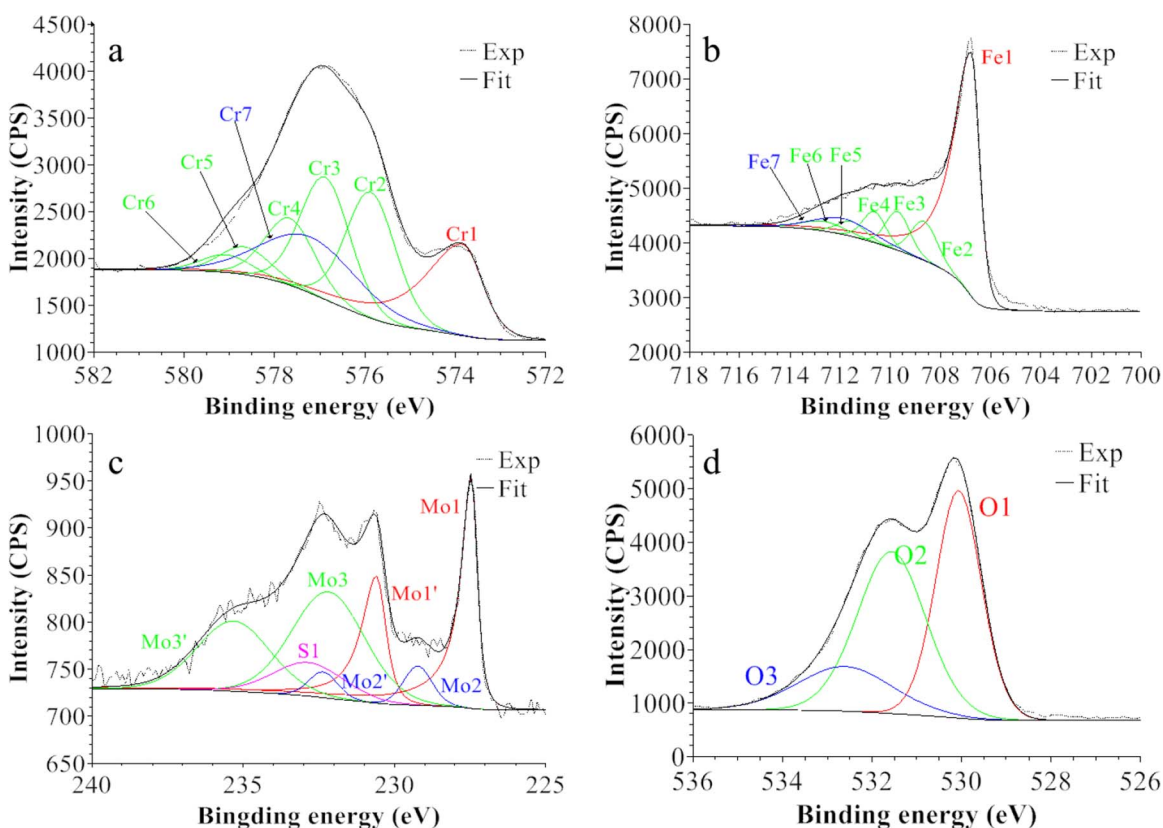 a
Exp
Fit
Cr7
Cr5
Cr6
Cr4
Cr3
Cr2
Cr1
4500
4000
3500
3000
2500
2000
1500
1000
582 580 578 576 574 572
Intensity (CPS)
Binding energy (eV)
b
Exp
Fit
Fe1
Fe7
Fe6
Fe5
Fe4
Fe3
Fe2
8000
7000
6000
5000
4000
3000
2000
718 716 714 712 710 708 706 704 702 700
Intensity (CPS)
Binding energy (eV)
c
Exp
Fit
Mo1
Mo3
Mo1'
Mo3'
S1
Mo2'
Mo2
1000
950
900
850
800
750
700
650
240 235 230 225
Intensity (CPS)
Bingding energy (eV)
d
Exp
Fit
O1
O2
O3
6000
5000
4000
3000
2000
1000
0
536 534 532 530 528 526
Intensity (CPS)
Binding energy (eV)